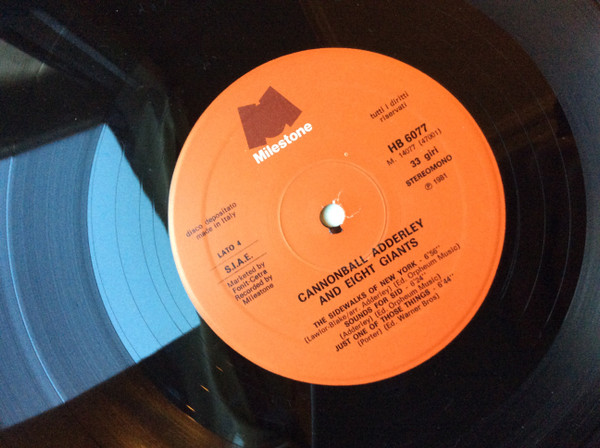 Milestone
tutti i diritti
riservati
HB 6077
M. 14077 (47001)
33 giri
STEREOMONO
℗ 1981
disco depositato
made in Italy
LATO 4
S.I.A.E.
Marketed by
Fonit-Cetra
Recorded by
Milestone
CANNONBALL ADDERLEY
AND EIGHT GIANTS
THE SIDEWALKS OF NEW YORK - 6'56''
(Lawlor-Blake/arr. Adderley) (Ed. Orpheum Music)
SOUNDS FOR SID - 6'24''
(Adderley) (Ed. Orpheum Music)
JUST ONE OF THOSE THINGS - 6'44''
(Porter) (Ed. Warner Bros)